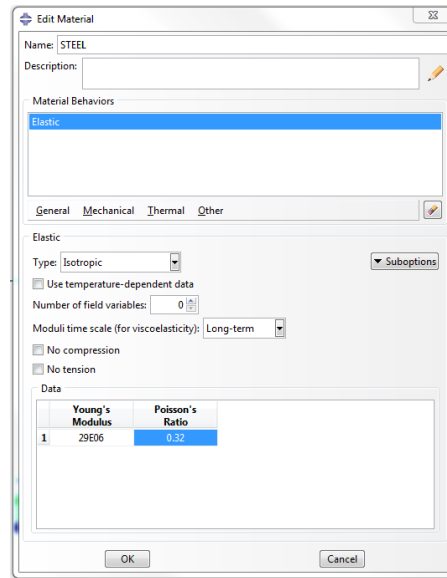 Edit Material
Name: STEEL
Description:
Material Behaviors
Elastic
General Mechanical Thermal Other
Elastic
Type: Isotropic
Suboptions
Use temperature-dependent data
Number of field variables: 0
Moduli time scale (for viscoelasticity): Long-term
No compression
No tension
Data
Young's Modulus Poisson's Ratio
1 29E06 0.32
OK Cancel